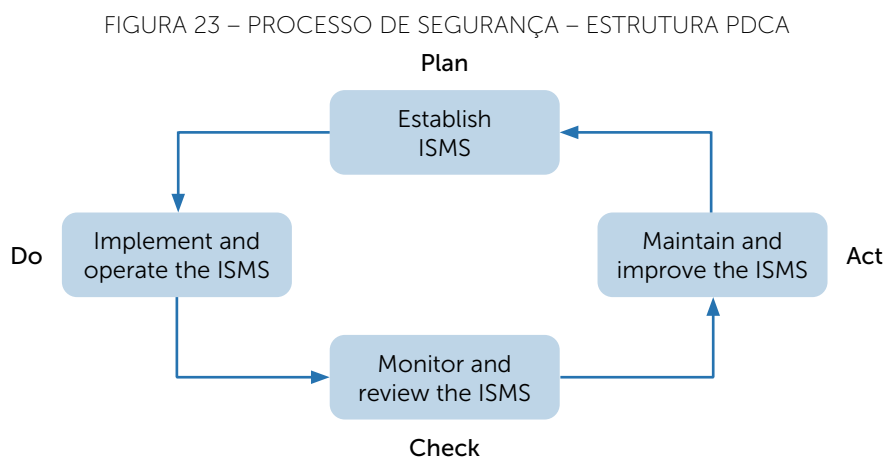 FIGURA 23 – PROCESSO DE SEGURANÇA – ESTRUTURA PDCA
Plan
Establish
ISMS
Do
Implement and
operate the ISMS
Maintain and
improve the ISMS
Act
Monitor and
review the ISMS
Check